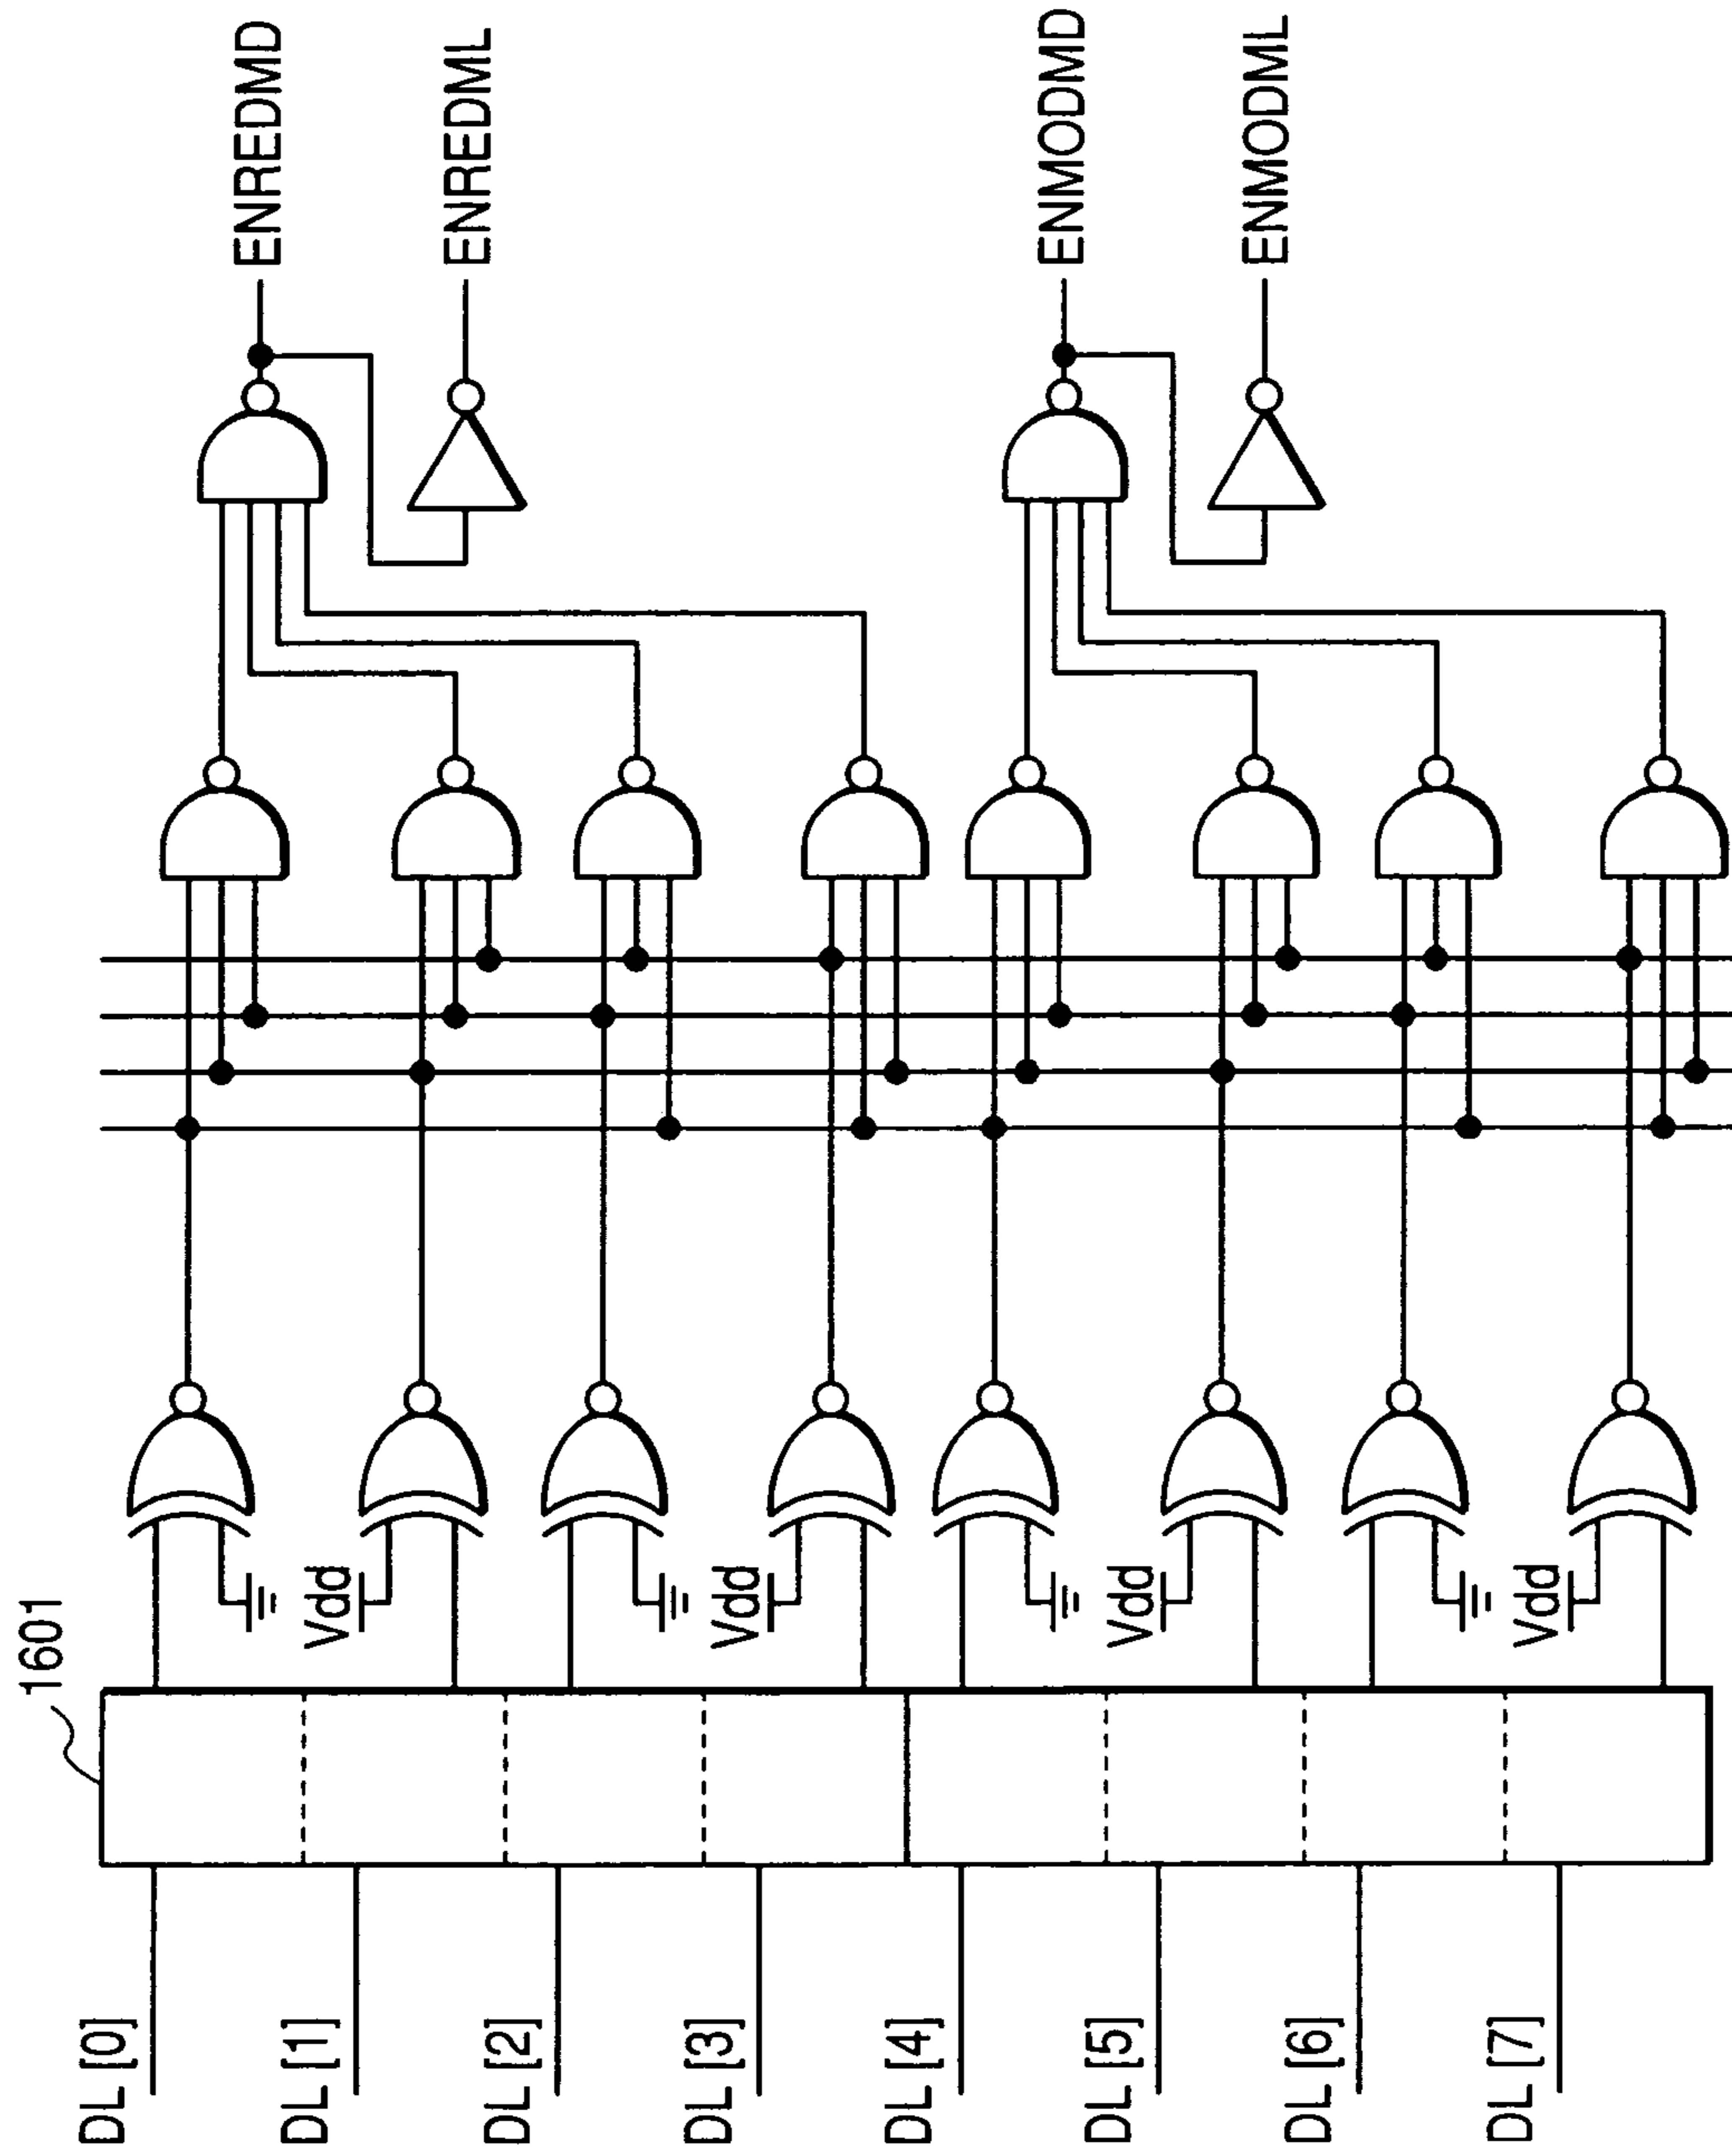 1601
DL [0]
DL [1]
DL [2]
DL [3]
DL [4]
DL [5]
DL [6]
DL [7]
Vdd
Vdd
Vdd
Vdd
ENREDMD
ENREDML
ENMODMD
ENMODML